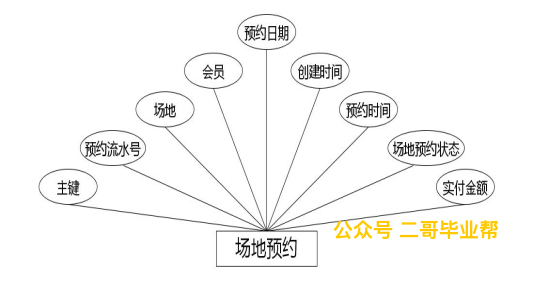 预约日期
会员
创建时间
场地
预约时间
预约流水号
场地预约状态
主键
实付金额
公众号 二哥毕业帮
场地预约